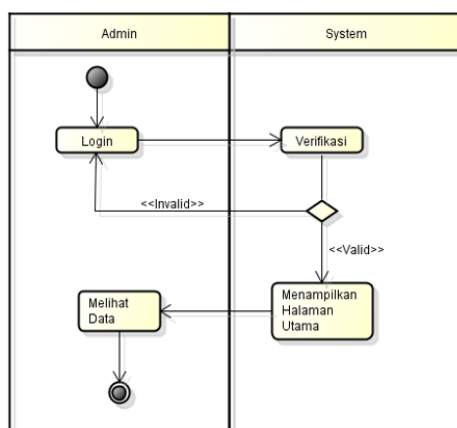 Admin
System
Login
Verifikasi
<<Invalid>>
<<Valid>>
Melihat
Data
Menampilkan
Halaman
Utama